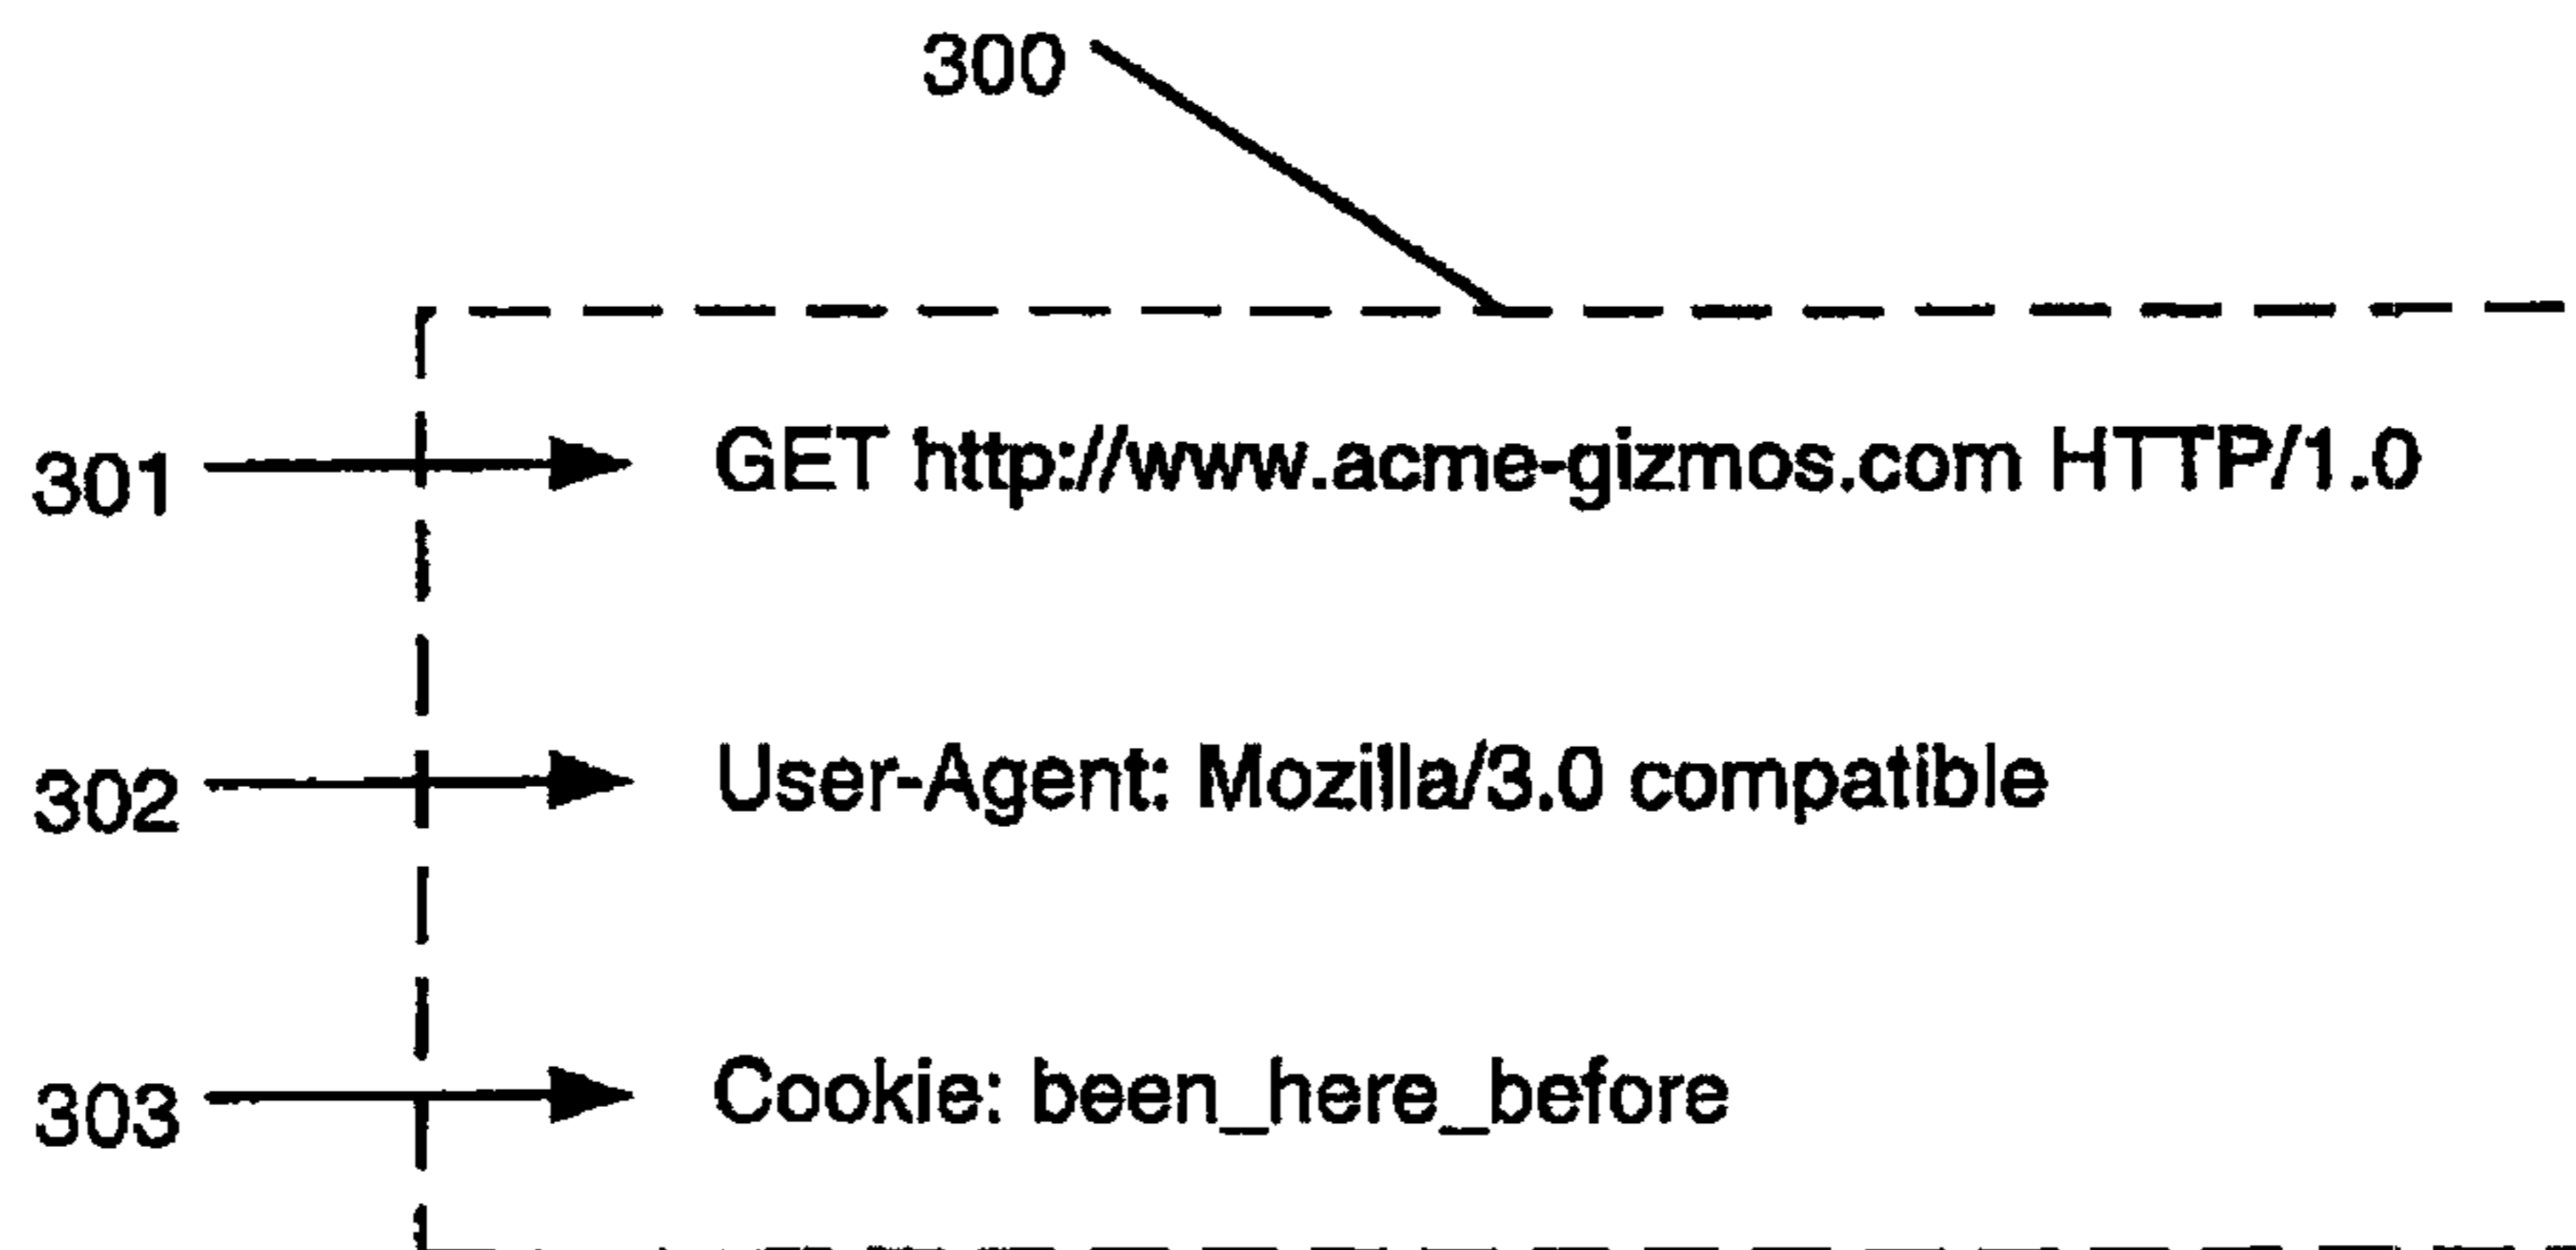 300
301 GET http://www.acme-gizmos.com HTTP/1.0
302 User-Agent: Mozilla/3.0 compatible
303 Cookie: been_here_before